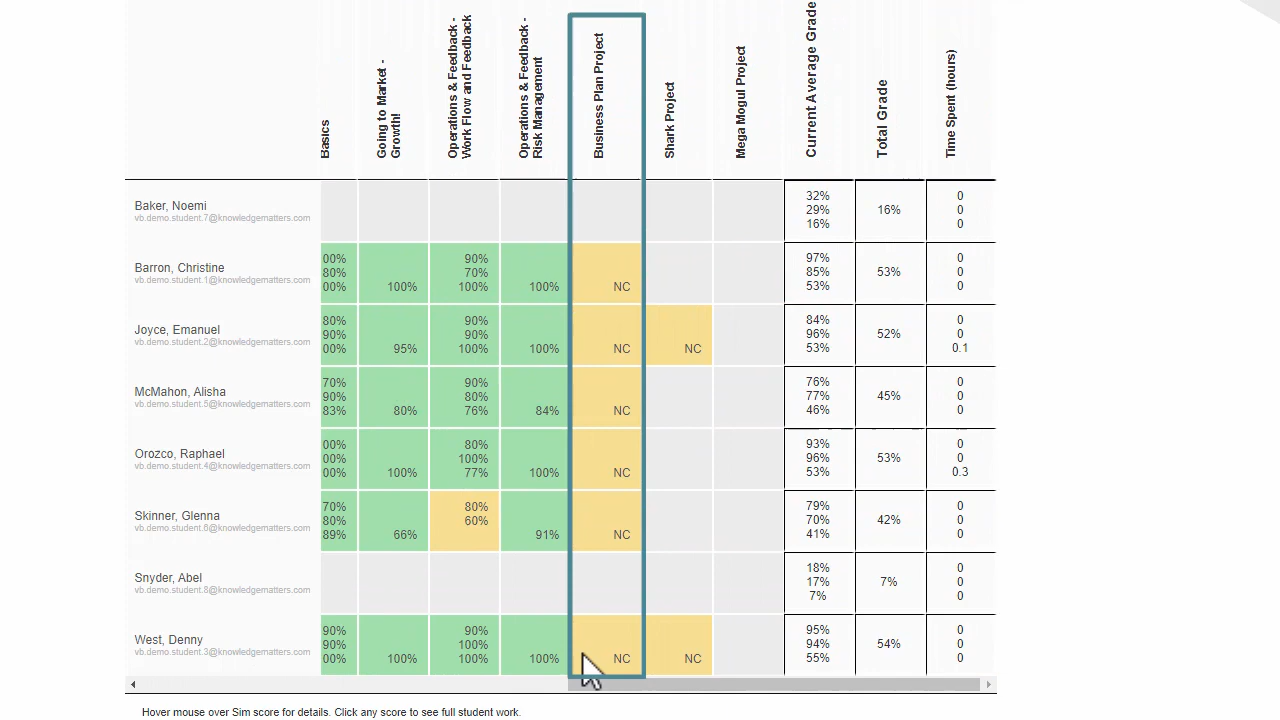 Basics
Going to Market -
Growth!
Operations & Feedback -
Work Flow and Feedback
Operations & Feedback -
Risk Management
Business Plan Project
Shark Project
Mega Mogul Project
Current Average Grade
Total Grade
Time Spent (hours)
Baker, Noemi
vb.demo.student.7@knowledgematters.com
32% 0
29% 16% 0
16% 0
Barron, Christine
vb.demo.student.1@knowledgematters.com
00% 90% 97% 0
80% 70% 85% 53% 0
00% 100% 100% 100% NC 53% 0
Joyce, Emanuel
vb.demo.student.2@knowledgematters.com
80% 90% 84% 0
90% 90% 96% 52% 0
00% 95% 100% 100% NC NC 53% 0.1
McMahon, Alisha
vb.demo.student.5@knowledgematters.com
70% 90% 76% 0
90% 80% 77% 45% 0
83% 80% 76% 84% NC 46% 0
Orozco, Raphael
vb.demo.student.4@knowledgematters.com
00% 80% 93% 0
00% 100% 96% 53% 0
00% 100% 77% 100% NC 53% 0.3
Skinner, Glenna
vb.demo.student.6@knowledgematters.com
70% 80% 79% 0
80% 60% 70% 42% 0
89% 66% 91% NC 41% 0
Snyder, Abel
vb.demo.student.8@knowledgematters.com
18% 0
17% 7% 0
7% 0
West, Denny
vb.demo.student.3@knowledgematters.com
90% 90% 95% 0
90% 100% 94% 54% 0
00% 100% 100% 100% NC NC 55% 0
Hover mouse over Sim score for details. Click any score to see full student work.